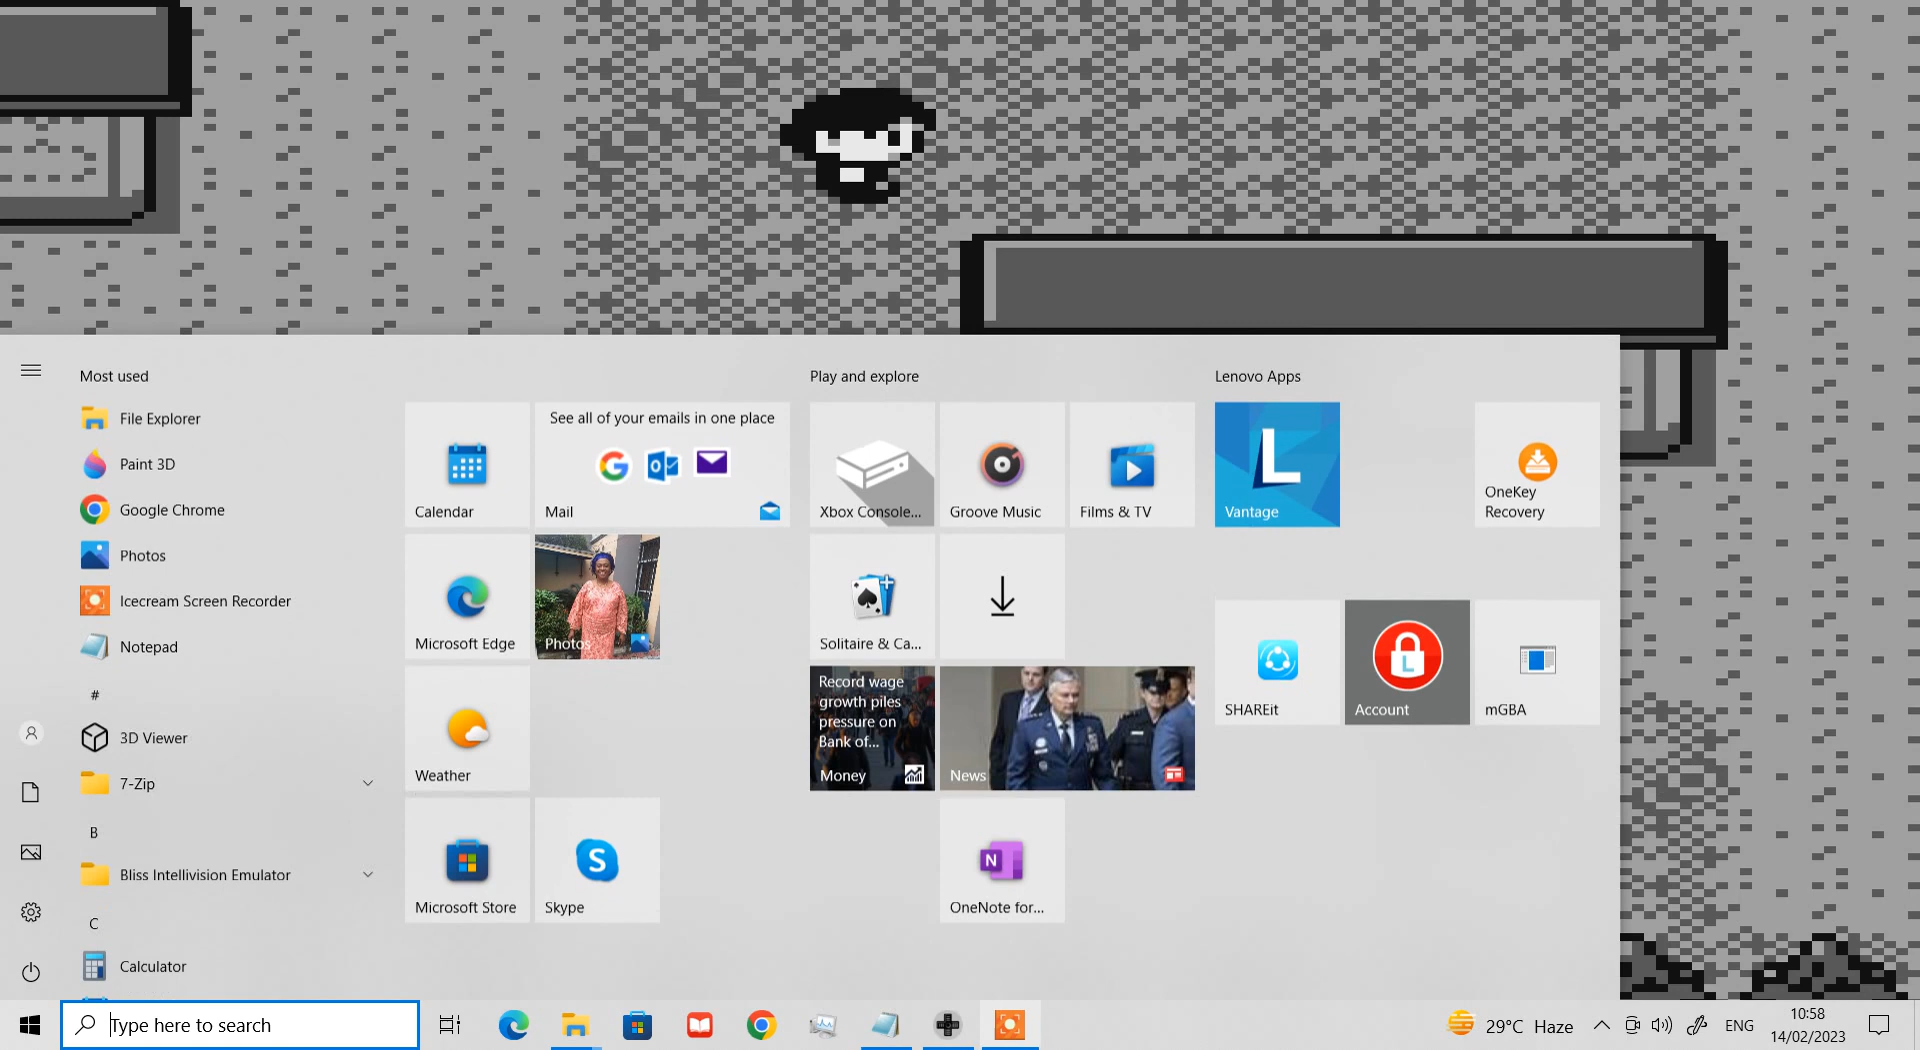 Most used
File Explorer
Paint 3D
Google Chrome
Photos
Icecream Screen Recorder
Notepad
#
3D Viewer
7-Zip
B
Bliss Intellivision Emulator
C
Calculator
Calendar
See all of your emails in one place
Mail
Microsoft Edge
Photos
Weather
Microsoft Store
Skype
Play and explore
Xbox Console...
Groove Music
Films & TV
Solitaire & Ca...
Record wage
growth piles
pressure on
Bank of...
Money
News
OneNote for...
Lenovo Apps
Vantage
OneKey
Recovery
SHAREit
Account
mGBA
Type here to search
29°C Haze
ENG
10:58
14/02/2023